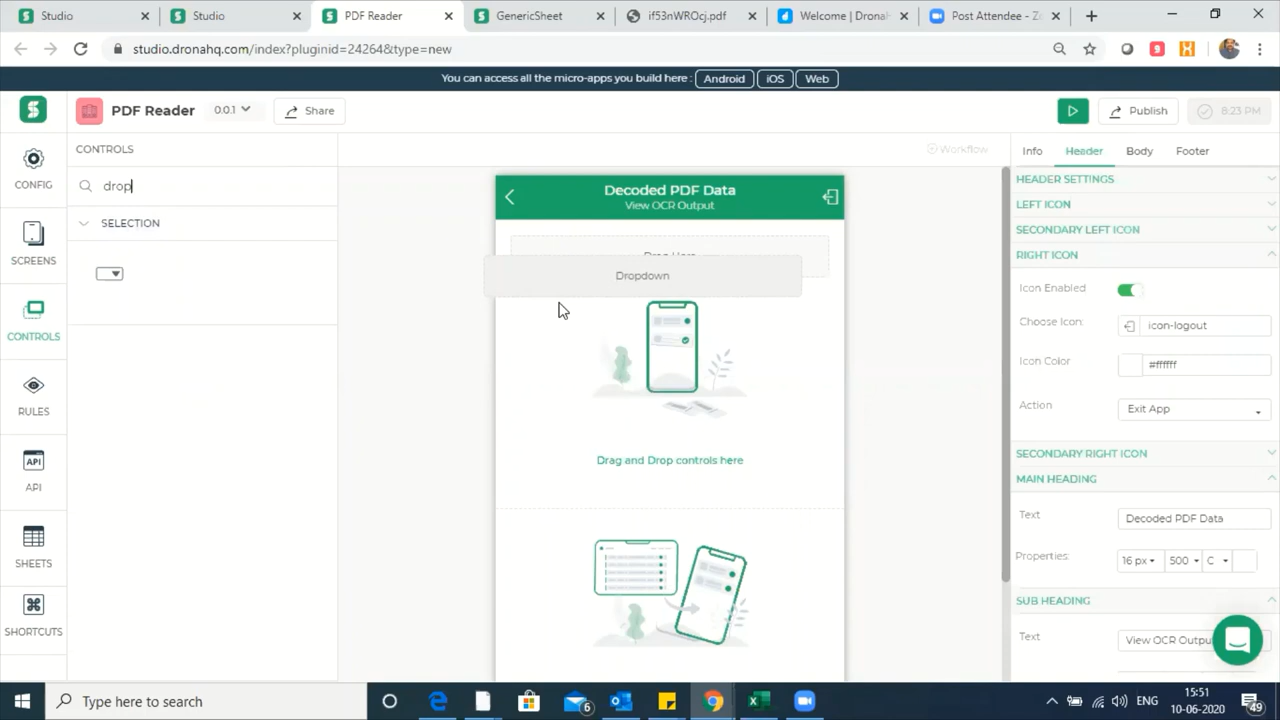 Studio
Studio
PDF Reader
GenericSheet
if53nWROcj.pdf
Welcome | DronaH
Post Attendee - Z
studio.dronahq.com/index?pluginid=24264&type=new
You can access all the micro-apps you build here :
Android
iOS
Web
PDF Reader
0.0.1
Share
Publish
8:23 PM
CONTROLS
Workflow
Info
Header
Body
Footer
drop
CONFIG
SELECTION
SCREENS
CONTROLS
RULES
API
API
SHEETS
SHORTCUTS
Decoded PDF Data
View OCR Output
Dropdown
Drag and Drop controls here
HEADER SETTINGS
LEFT ICON
SECONDARY LEFT ICON
RIGHT ICON
Icon Enabled
Choose Icon:
icon-logout
Icon Color
#ffffff
Action
Exit App
SECONDARY RIGHT ICON
MAIN HEADING
Text
Decoded PDF Data
Properties:
16 px
500
C
SUB HEADING
Text
View OCR Outpu
Type here to search
6
ENG
15:51
10-06-2020
49